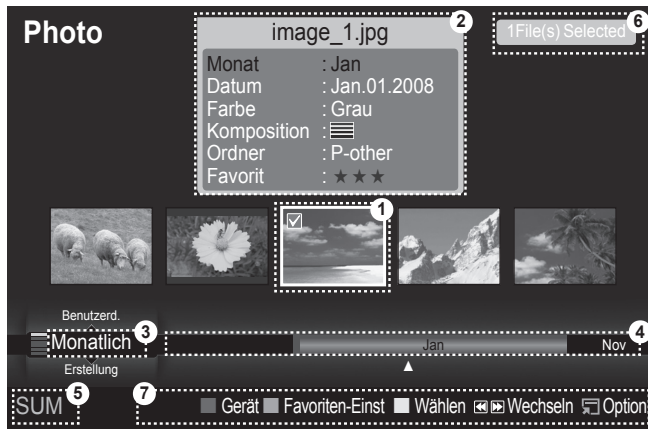 Photo
image_1.jpg
2
1File(s) Selected
6
Monat : Jan
Datum : Jan.01.2008
Farbe : Grau
Komposition :
Ordner : P-other
Favorit : ★★★
1
Benutzerd.
Monatlich
3
Jan
Nov
4
Erstellung
SUM
5
7
Gerät
Favoriten-Einst
Wählen
Wechseln
Option